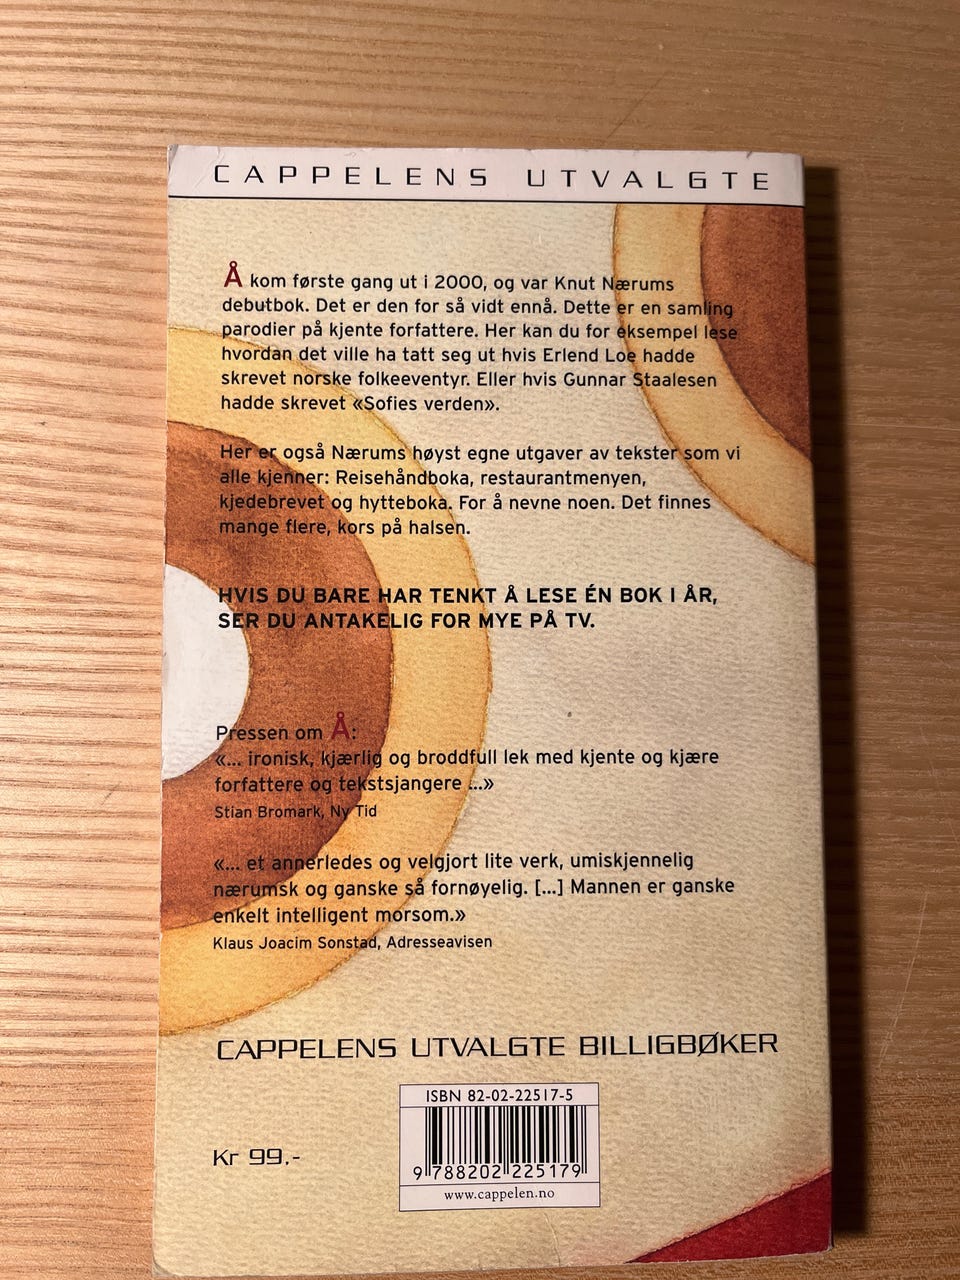 CAPPELENS UTVALGTE
Å kom første gang ut i 2000, og var Knut Nærums
debutbok. Det er den for så vidt ennå. Dette er en samling
parodier på kjente forfattere. Her kan du for eksempel lese
hvordan det ville ha tatt seg ut hvis Erlend Loe hadde
skrevet norske folkeeventyr. Eller hvis Gunnar Staalesen
hadde skrevet «Sofies verden».
Her er også Nærums høyst egne utgaver av tekster som vi
alle kjenner: Reisehåndboka, restaurantmenyen,
kjedebrevet og hytteboka. For å nevne noen. Det finnes
mange flere, kors på halsen.
HVIS DU BARE HAR TENKT Å LESE ÉN BOK I ÅR,
SER DU ANTAKELIG FOR MYE PÅ TV.
Pressen om Å:
«... ironisk, kjærlig og broddfull lek med kjente og kjære
forfattere og tekstsjangere ...»
Stian Bromark, Ny Tid
«... et annerledes og velgjort lite verk, umiskjennelig
nærumsk og ganske så fornøyelig. [...] Mannen er ganske
enkelt intelligent morsom.»
Klaus Joacim Sonstad, Adresseavisen
CAPPELENS UTVALGTE BILLIGBØKER
ISBN 82-02-22517-5
Kr 99,-
9 788202 225179
www.cappelen.no